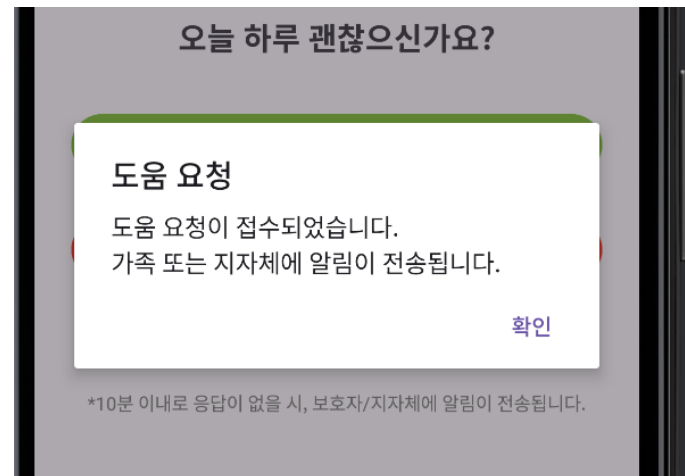 오늘 하루 괜찮으신가요?
도움 요청
도움 요청이 접수되었습니다.
가족 또는 지자체에 알림이 전송됩니다.
확인
*10분 이내로 응답이 없을 시, 보호자/지자체에 알림이 전송됩니다.